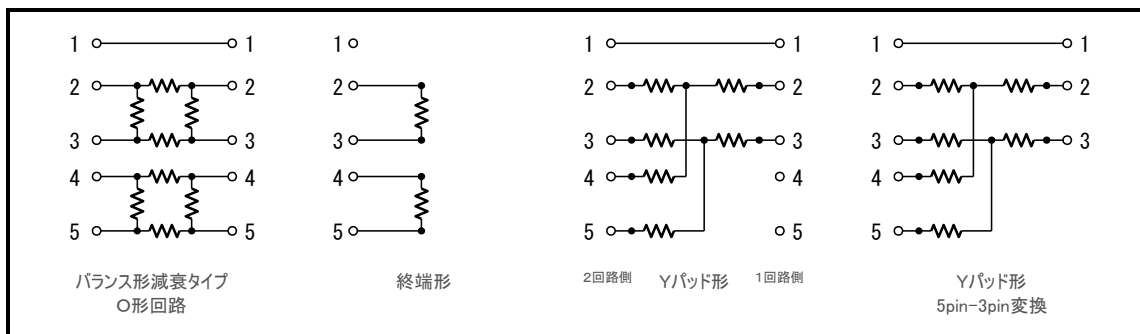 1 1 1 1 1 1 1
2 2 2 2 2 2 2
3 3 3 3 3 3 3
4 4 4 4 4 4
5 5 5 5 5 5
バランス形減衰タイプ
O形回路
終端形
2回路側 Yパッド形 1回路側
Yパッド形
5pin-3pin変換